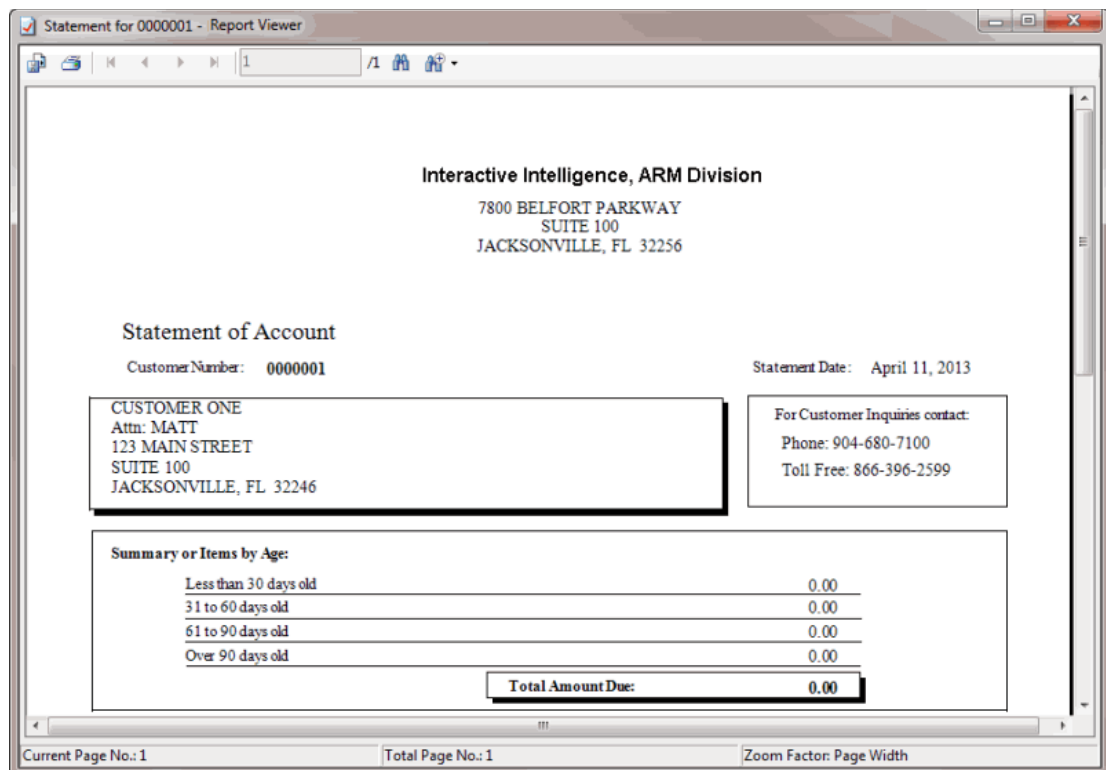 Statement for 0000001 - Report Viewer
1 /1
Interactive Intelligence, ARM Division
7800 BELFORT PARKWAY
SUITE 100
JACKSONVILLE, FL 32256
Statement of Account
Customer Number: 0000001
Statement Date: April 11, 2013
CUSTOMER ONE
Attn: MATT
123 MAIN STREET
SUITE 100
JACKSONVILLE, FL 32246
For Customer Inquiries contact:
Phone: 904-680-7100
Toll Free: 866-396-2599
Summary or Items by Age:
Less than 30 days old 0.00
31 to 60 days old 0.00
61 to 90 days old 0.00
Over 90 days old 0.00
Total Amount Due: 0.00
Current Page No.: 1 Total Page No.: 1 Zoom Factor: Page Width